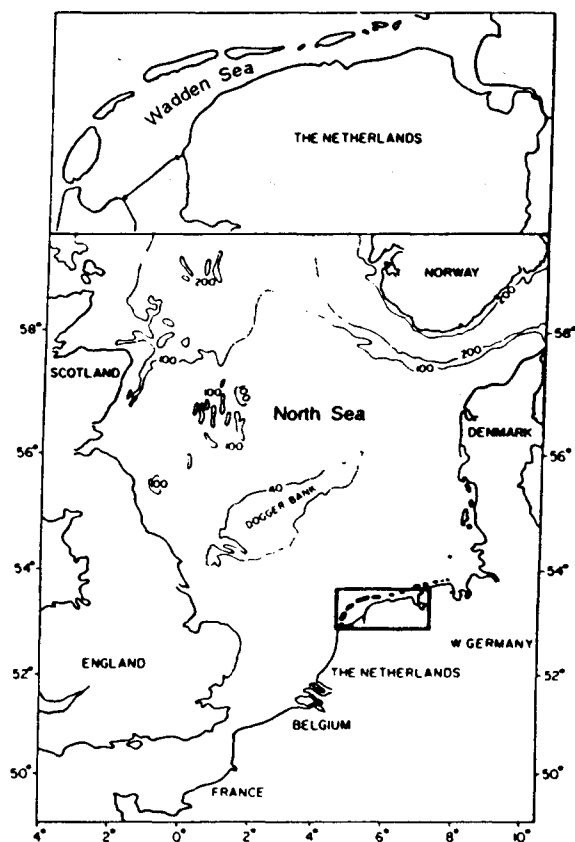 Wadden Sea
THE NETHERLANDS
NORWAY
200
200
58°
58°
100
200
100
SCOTLAND
100
North Sea
DENMARK
100
56°
56°
40
100
DOGGER BANK
54°
54°
W GERMANY
ENGLAND
THE NETHERLANDS
52°
52°
BELGIUM
50°
50°
FRANCE
4°
2°
0°
2°
4°
6°
8°
10°